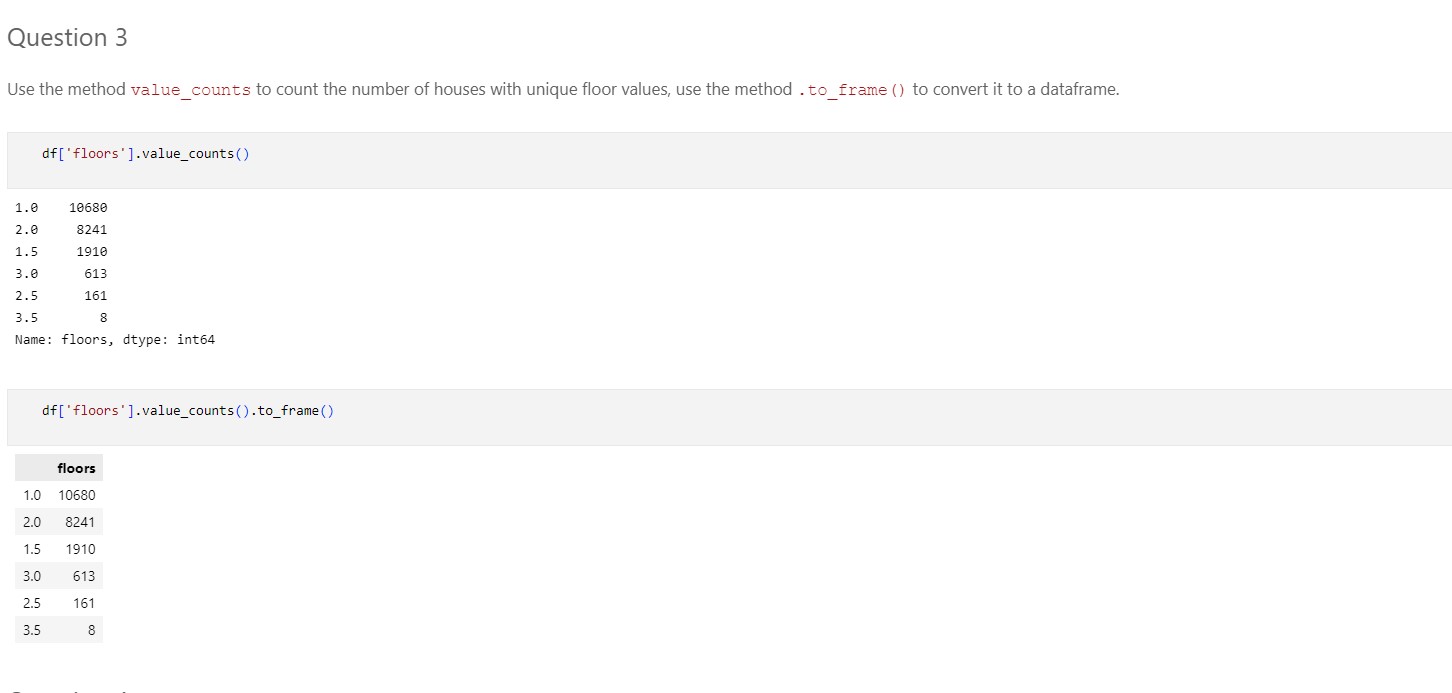 Question 3
Use the method value_counts to count the number of houses with unique floor values, use the method .to_frame() to convert it to a dataframe.
df['floors'].value_counts()
1.0 10680
2.0 8241
1.5 1910
3.0 613
2.5 161
3.5 8
Name: floors, dtype: int64
df['floors'].value_counts().to_frame()
floors
1.0 10680
2.0 8241
1.5 1910
3.0 613
2.5 161
3.5 8